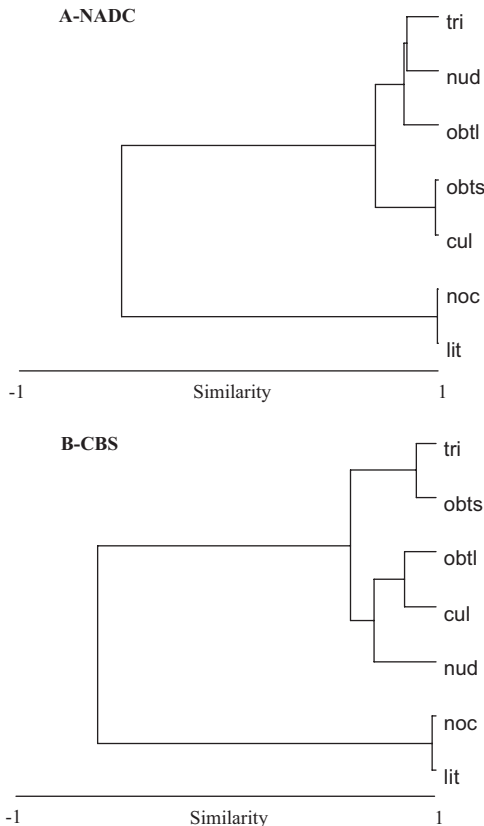 A-NADC
tri
nud
obtl
obts
cul
noc
lit
-1 Similarity 1
B-CBS
tri
obts
obtl
cul
nud
noc
lit
-1 Similarity 1